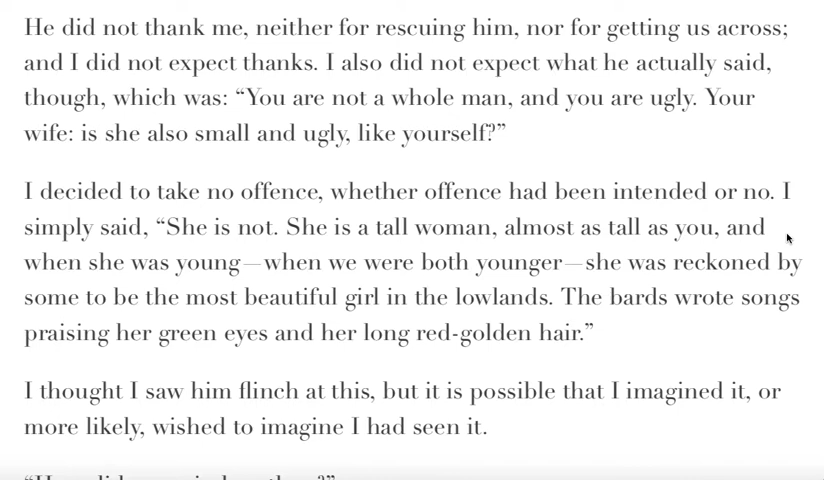 He did not thank me, neither for rescuing him, nor for getting us across;
and I did not expect thanks. I also did not expect what he actually said,
though, which was: “You are not a whole man, and you are ugly. Your
wife: is she also small and ugly, like yourself?”
I decided to take no offence, whether offence had been intended or no. I
simply said, “She is not. She is a tall woman, almost as tall as you, and
when she was young—when we were both younger—she was reckoned by
some to be the most beautiful girl in the lowlands. The bards wrote songs
praising her green eyes and her long red-golden hair.”
I thought I saw him flinch at this, but it is possible that I imagined it, or
more likely, wished to imagine I had seen it.